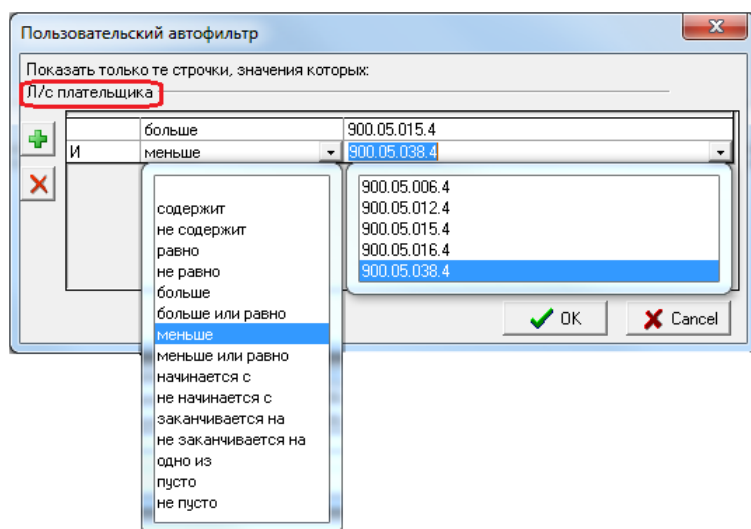 Пользовательский автофильтр
Показать только те строчки, значения которых:
Л/с плательщика
больше 900.05.015.4
И меньше 900.05.038.4
содержит
не содержит
равно
не равно
больше
больше или равно
меньше
меньше или равно
начинается с
не начинается с
заканчивается на
не заканчивается на
одно из
пусто
не пусто
900.05.006.4
900.05.012.4
900.05.015.4
900.05.016.4
900.05.038.4
OK
Cancel